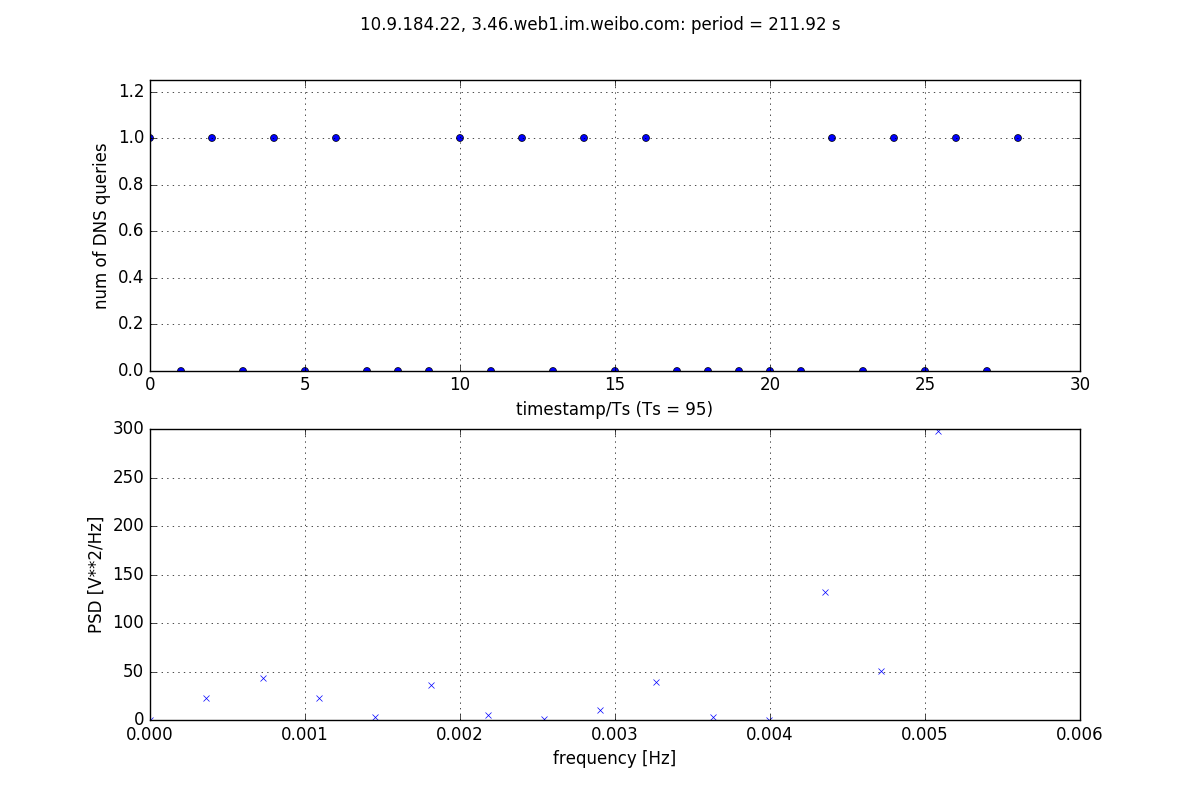 10.9.184.22, 3.46.web1.im.weibo.com: period = 211.92 s
num of DNS queries
1.2
1.0
0.8
0.6
0.4
0.2
0.0
0 5 10 15 20 25 30
timestamp/Ts (Ts = 95)
PSD [V**2/Hz]
300
250
200
150
100
50
0
0.000 0.001 0.002 0.003 0.004 0.005 0.006
frequency [Hz]